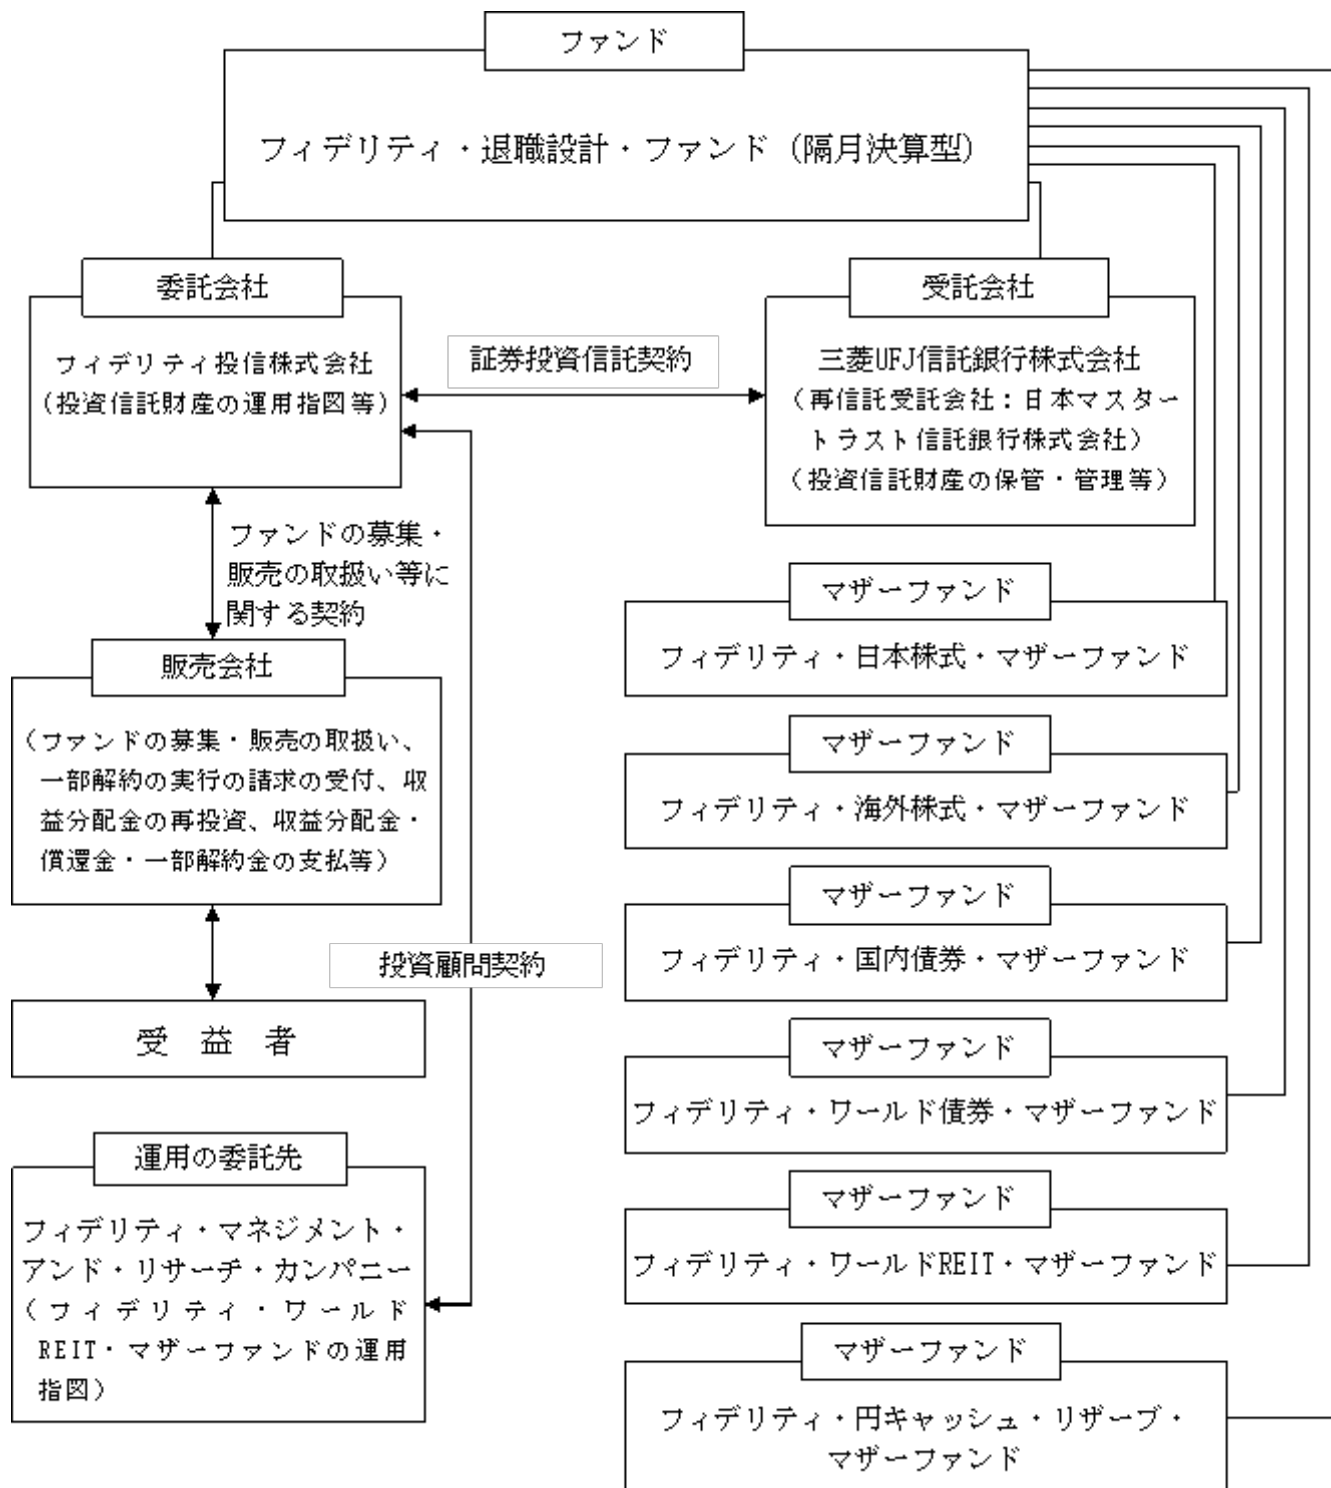 ファンド
フィデリティ・退職設計・ファンド（隔月決算型）
委託会社
フィデリティ投信株式会社
（投資信託財産の運用指図等）
証券投資信託契約
受託会社
三菱UFJ信託銀行株式会社
（再信託受託会社：日本マスター
トラスト信託銀行株式会社）
（投資信託財産の保管・管理等）
ファンドの募集・
販売の取扱い等に
関する契約
販売会社
（ファンドの募集・販売の取扱い、
一部解約の実行の請求の受付、収
益分配金の再投資、収益分配金・
償還金・一部解約金の支払等）
投資顧問契約
受 益 者
運用の委託先
フィデリティ・マネジメント・
アンド・リサーチ・カンパニー
（フィデリティ・ワールド
REIT・マザーファンドの運用
指図）
マザーファンド
フィデリティ・日本株式・マザーファンド
マザーファンド
フィデリティ・海外株式・マザーファンド
マザーファンド
フィデリティ・国内債券・マザーファンド
マザーファンド
フィデリティ・ワールド債券・マザーファンド
マザーファンド
フィデリティ・ワールドREIT・マザーファンド
マザーファンド
フィデリティ・円キャッシュ・リザーブ・
マザーファンド